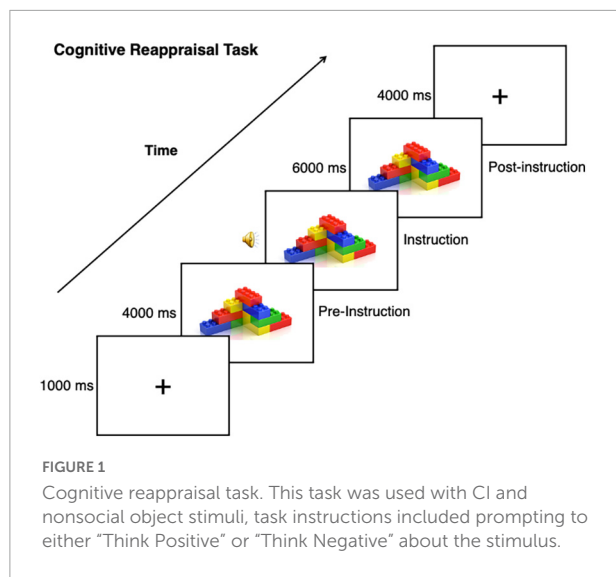 Cognitive Reappraisal Task
4000 ms
+
Time
6000 ms
Post-instruction
Instruction
4000 ms
Pre-Instruction
1000 ms
+
FIGURE 1
Cognitive reappraisal task. This task was used with CI and
nonsocial object stimuli, task instructions included prompting to
either “Think Positive” or “Think Negative” about the stimulus.